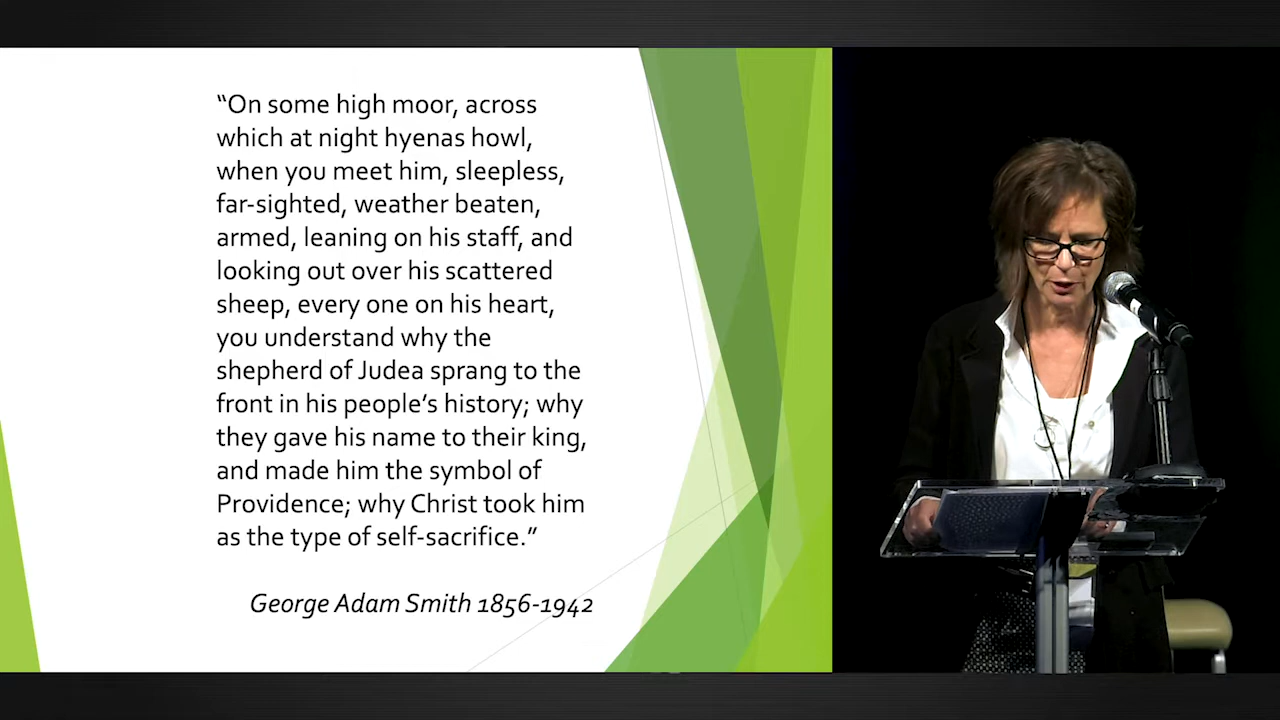 “On some high moor, across
which at night hyenas howl,
when you meet him, sleepless,
far-sighted, weather beaten,
armed, leaning on his staff, and
looking out over his scattered
sheep, every one on his heart,
you understand why the
shepherd of Judea sprang to the
front in his people’s history; why
they gave his name to their king,
and made him the symbol of
Providence; why Christ took him
as the type of self-sacrifice.”
George Adam Smith 1856-1942